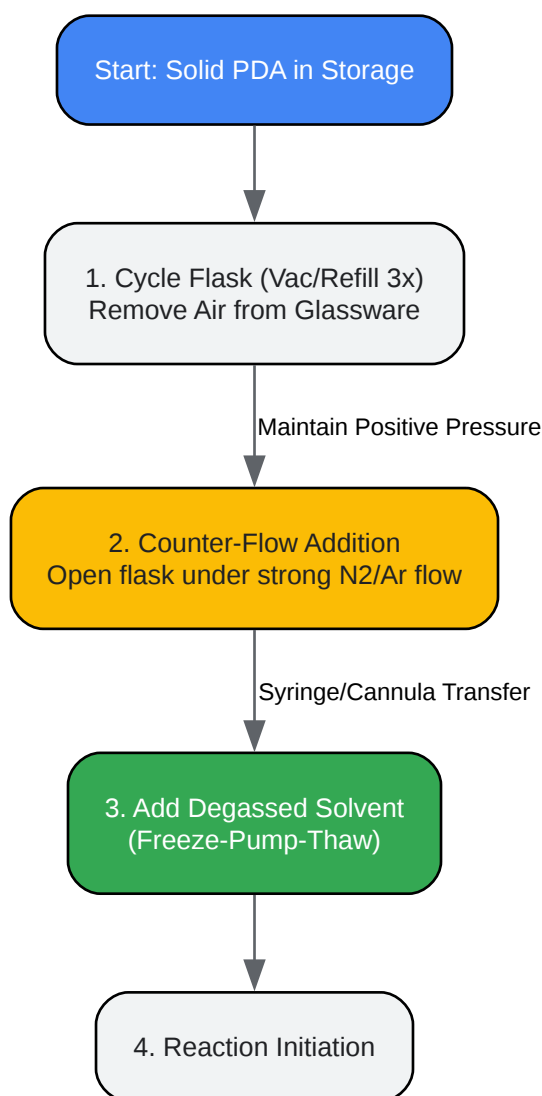 Start: Solid PDA in Storage
1. Cycle Flask (Vac/Refill 3x)
Remove Air from Glassware
Maintain Positive Pressure
2. Counter-Flow Addition
Open flask under strong N2/Ar flow
Syringe/Cannula Transfer
3. Add Degassed Solvent
(Freeze-Pump-Thaw)
4. Reaction Initiation